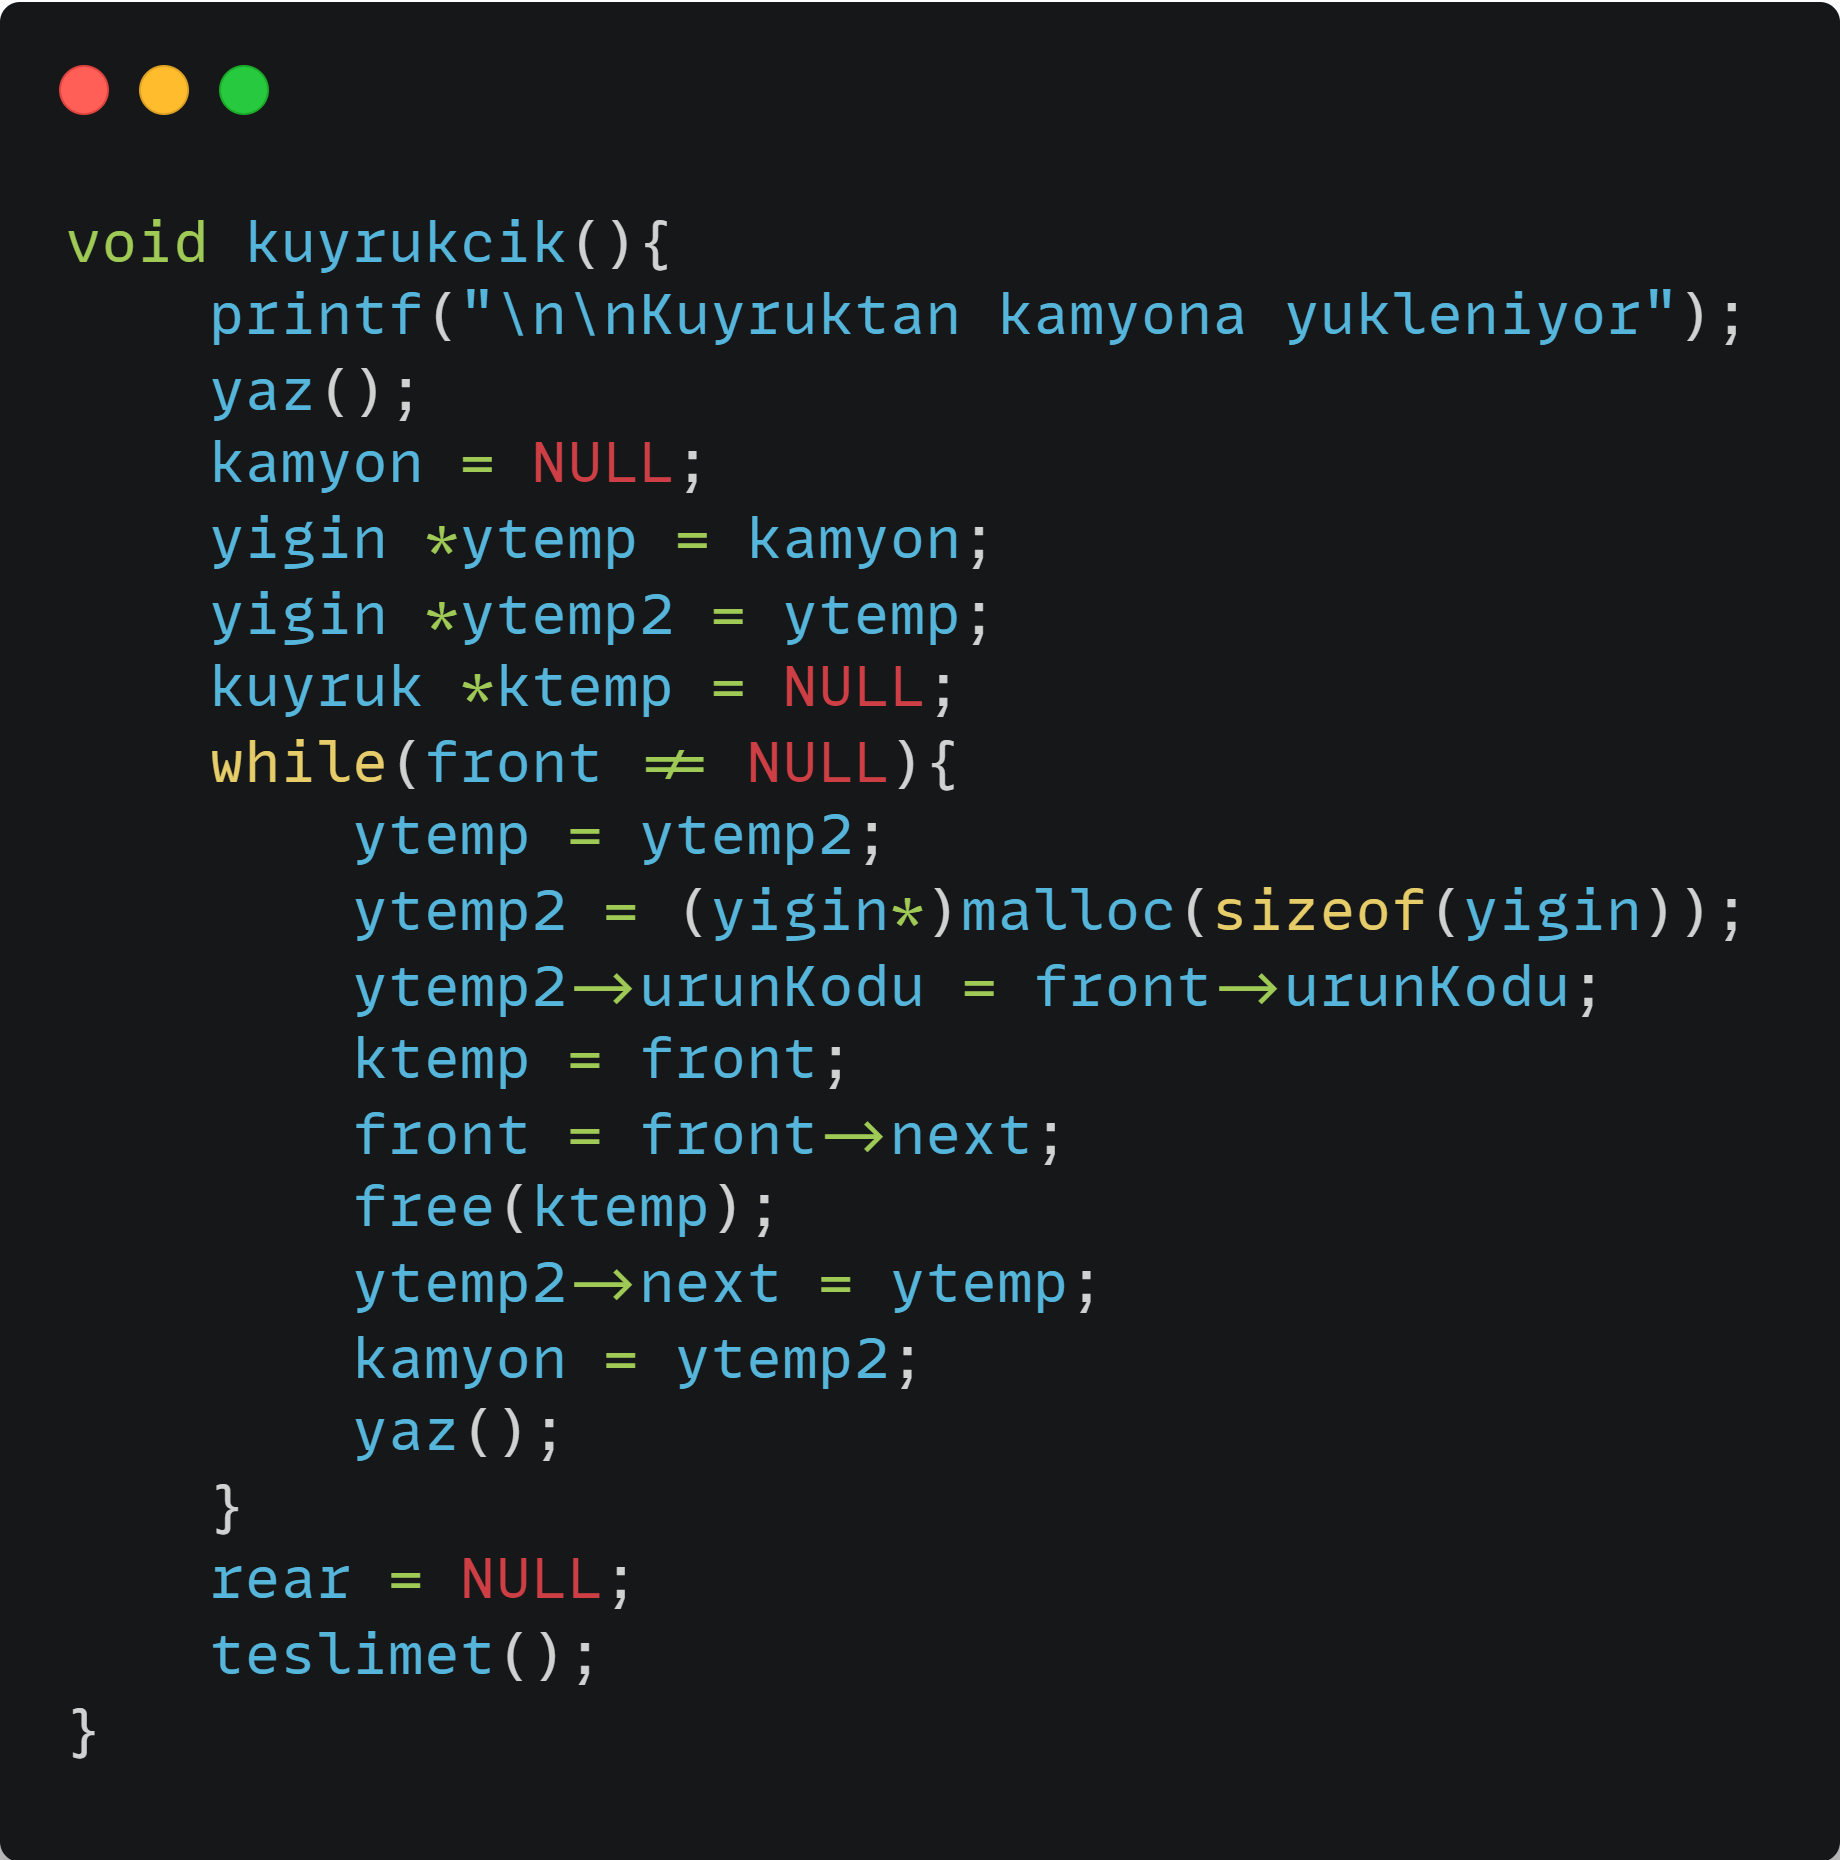 void kuyrukcik(){
    printf("\n\nKuyruktan kamyona yukleniyor");
    yaz();
    kamyon = NULL;
    yigin *ytemp = kamyon;
    yigin *ytemp2 = ytemp;
    kuyruk *ktemp = NULL;
    while(front != NULL){
        ytemp = ytemp2;
        ytemp2 = (yigin*)malloc(sizeof(yigin));
        ytemp2->urunKodu = front->urunKodu;
        ktemp = front;
        front = front->next;
        free(ktemp);
        ytemp2->next = ytemp;
        kamyon = ytemp2;
        yaz();
    }
    rear = NULL;
    teslimet();
}